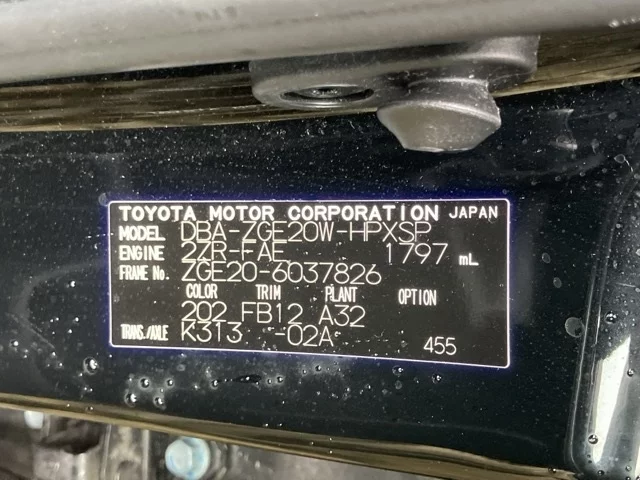 TOYOTA MOTOR CORPORATION JAPAN
MODEL DBA-ZGE20W-HPXSP
ENGINE 2ZR-FAE 1797 mL
FRAME No. ZGE20-6037826
COLOR TRIM PLANT OPTION
202 FB12 A32
TRANS./AXLE K313 -02A 455